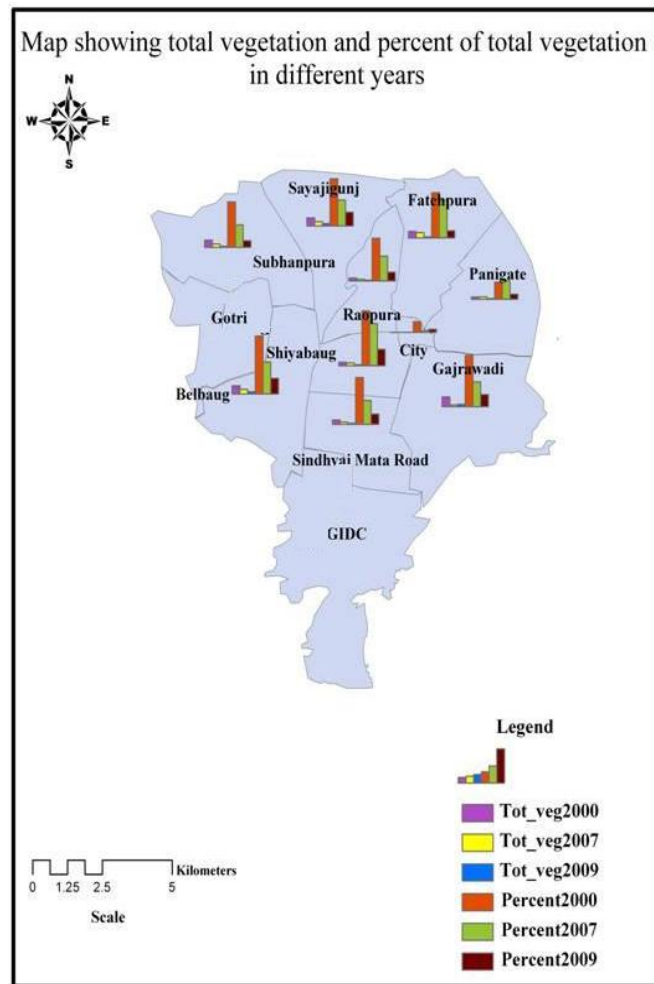 Map showing total vegetation and percent of total vegetation
in different years
N
W E
S
Sayajigunj
Fatehpura
Subhanpura
Panigate
Gotri
Raopura
City
Shiyabaug
Gajrawadi
Belbaug
Sindhvai Mata Road
GIDC
Legend
Tot_veg2000
Tot_veg2007
Tot_veg2009
Percent2000
Percent2007
Percent2009
Kilometers
0 1.25 2.5 5
Scale